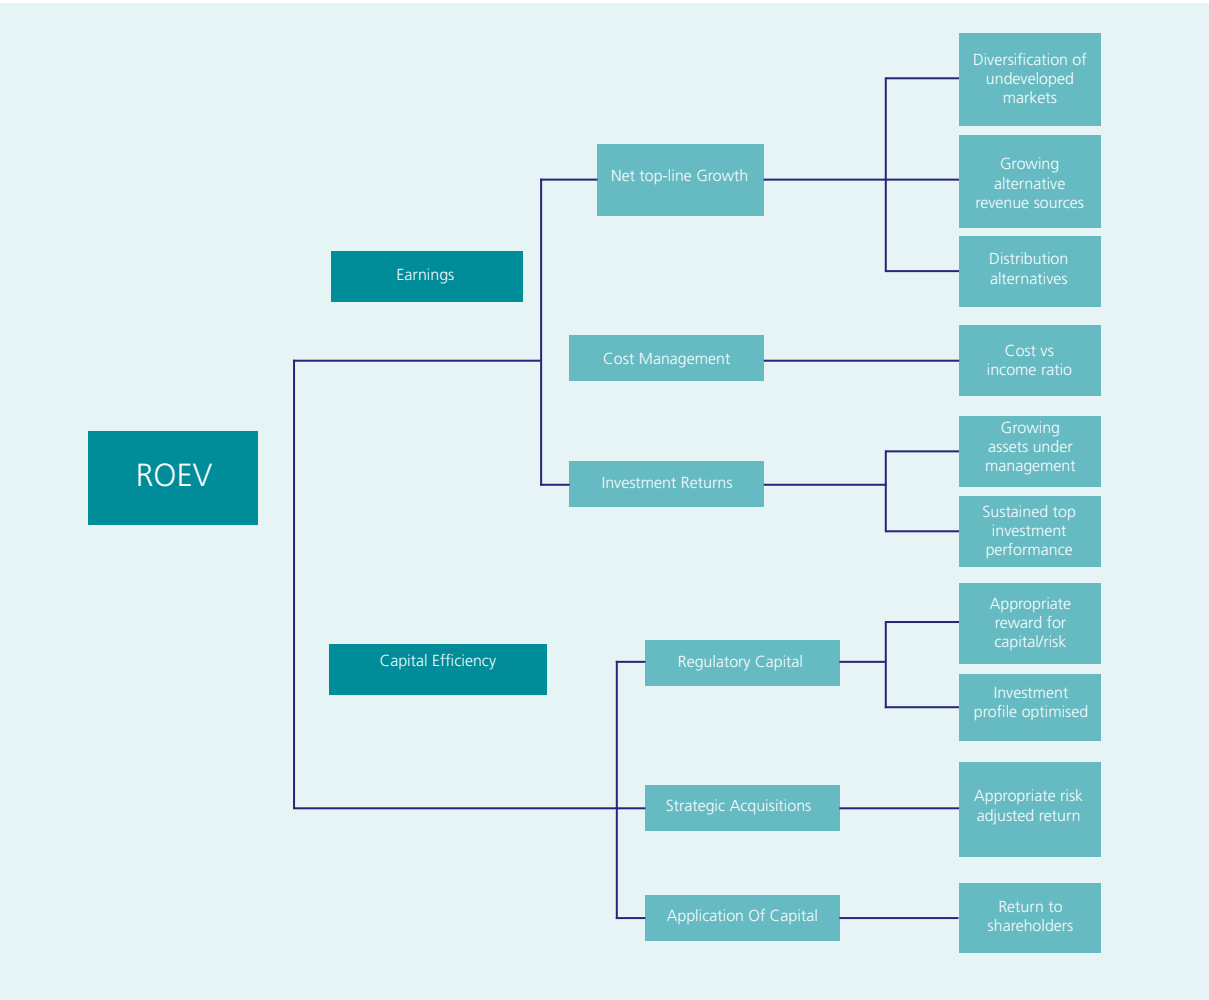 Diversification of
undeveloped
markets
Net top-line Growth
Growing
alternative
revenue sources
Earnings
Distribution
alternatives
Cost Management
Cost vs
income ratio
ROEV
Investment Returns
Growing
assets under
management
Sustained top
investment
performance
Capital Efficiency
Regulatory Capital
Appropriate
reward for
capital/risk
Investment
profile optimised
Strategic Acquisitions
Appropriate risk
adjusted return
Application Of Capital
Return to
shareholders